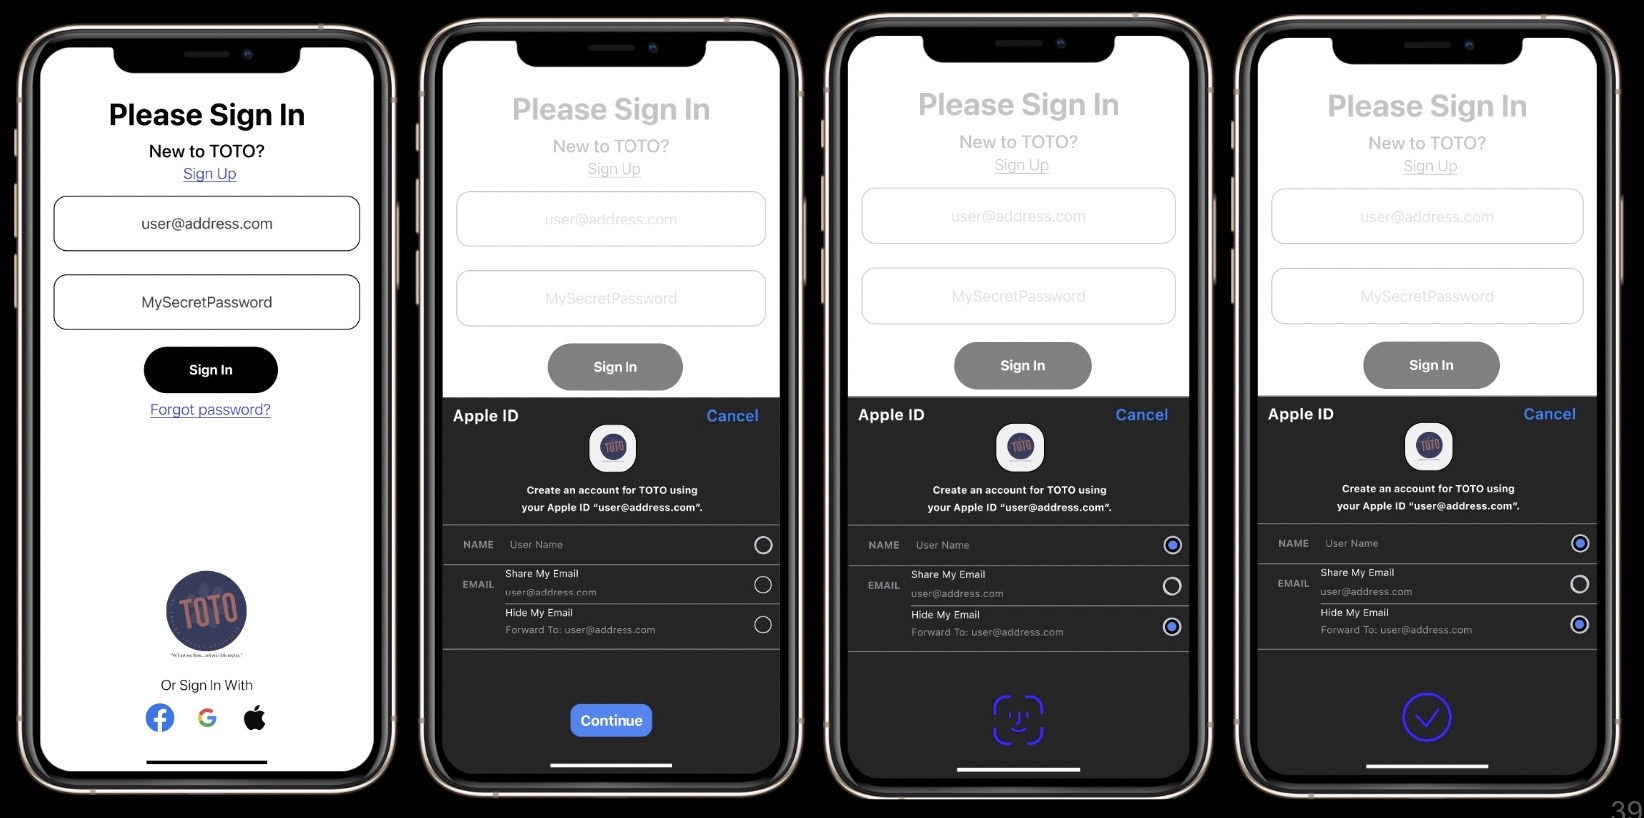 Please Sign In
New to TOTO?
Sign Up
user@address.com
MySecretPassword
Sign In
Forgot password?
TOTO
Or Sign In With
Please Sign In
New to TOTO?
Sign Up
user@address.com
MySecretPassword
Sign In
Apple ID Cancel
TOTO
Create an account for TOTO using
your Apple ID “user@address.com”.
NAME User Name
Share My Email
EMAIL
user@address.com
Hide My Email
Forward To: user@address.com
Continue
Please Sign In
New to TOTO?
Sign Up
user@address.com
MySecretPassword
Sign In
Apple ID Cancel
TOTO
Create an account for TOTO using
your Apple ID “user@address.com”.
NAME User Name
Share My Email
EMAIL
user@address.com
Hide My Email
Forward To: user@address.com
Please Sign In
New to TOTO?
Sign Up
user@address.com
MySecretPassword
Sign In
Apple ID Cancel
TOTO
Create an account for TOTO using
your Apple ID “user@address.com”.
NAME User Name
Share My Email
EMAIL
user@address.com
Hide My Email
Forward To: user@address.com
39